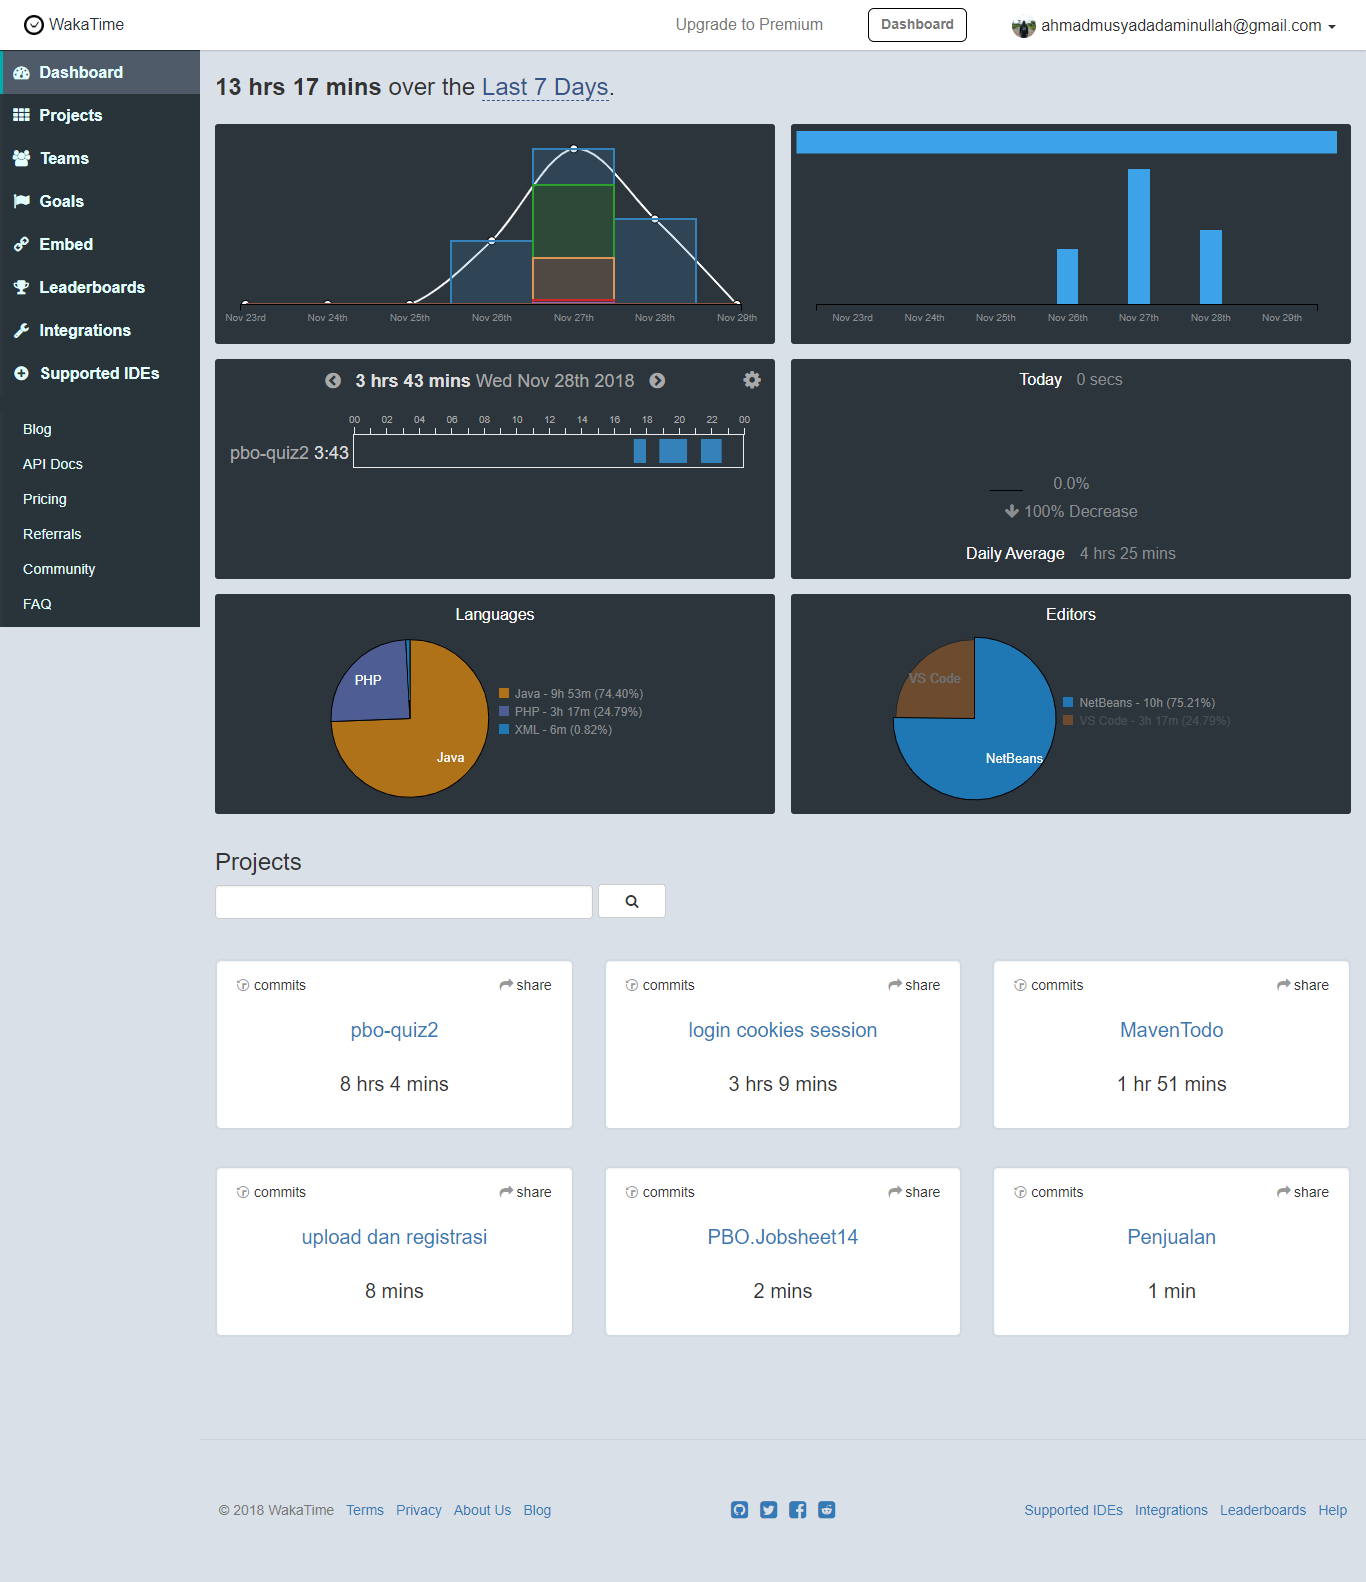 WakaTime
Upgrade to Premium
Dashboard
ahmadmusyadadaminullah@gmail.com
Dashboard
Projects
Teams
Goals
Embed
Leaderboards
Integrations
Supported IDEs
Blog
API Docs
Pricing
Referrals
Community
FAQ
13 hrs 17 mins over the Last 7 Days.
Nov 23rd Nov 24th Nov 25th Nov 26th Nov 27th Nov 28th Nov 29th
Nov 23rd Nov 24th Nov 25th Nov 26th Nov 27th Nov 28th Nov 29th
3 hrs 43 mins Wed Nov 28th 2018
00 02 04 06 08 10 12 14 16 18 20 22 00
pbo-quiz2 3:43
Today 0 secs
0.0%
100% Decrease
Daily Average 4 hrs 25 mins
Languages
PHP
Java
Java - 9h 53m (74.40%)
PHP - 3h 17m (24.79%)
XML - 6m (0.82%)
Editors
VS Code
NetBeans
NetBeans - 10h (75.21%)
VS Code - 3h 17m (24.79%)
Projects
commits share
pbo-quiz2
8 hrs 4 mins
commits share
login cookies session
3 hrs 9 mins
commits share
MavenTodo
1 hr 51 mins
commits share
upload dan registrasi
8 mins
commits share
PBO.Jobsheet14
2 mins
commits share
Penjualan
1 min
© 2018 WakaTime Terms Privacy About Us Blog
Supported IDEs Integrations Leaderboards Help